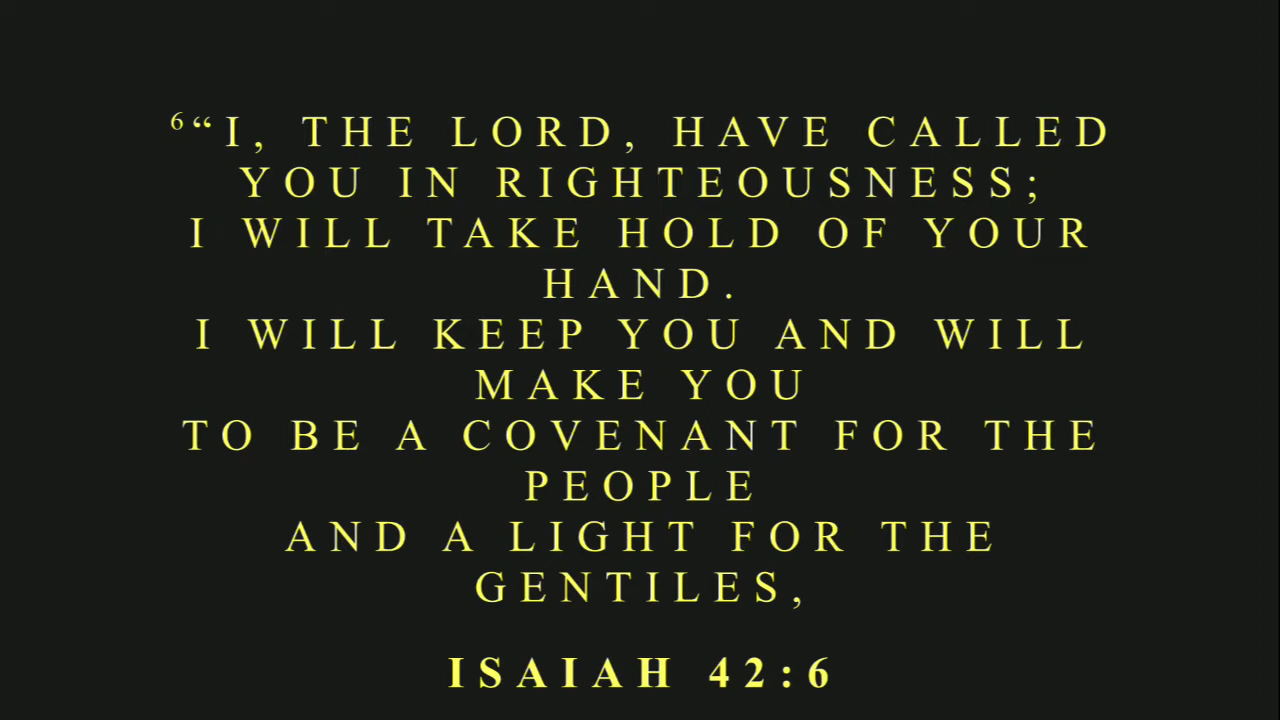 ⁶“I, THE LORD, HAVE CALLED
YOU IN RIGHTEOUSNESS;
I WILL TAKE HOLD OF YOUR
HAND.
I WILL KEEP YOU AND WILL
MAKE YOU
TO BE A COVENANT FOR THE
PEOPLE
AND A LIGHT FOR THE
GENTILES,
ISAIAH 42:6